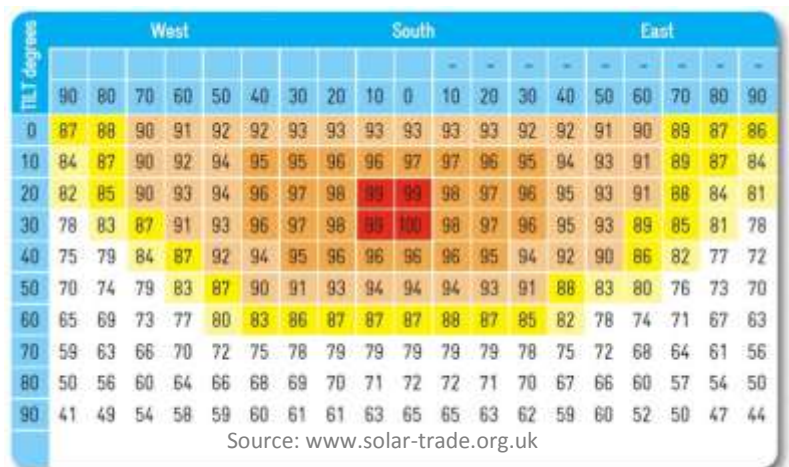 West South East
TILT degrees
- - - - - - - - -
90 80 70 60 50 40 30 20 10 0 10 20 30 40 50 60 70 80 90
0 87 88 90 91 92 92 93 93 93 93 93 93 92 92 91 90 89 87 86
10 84 87 90 92 94 95 95 96 96 97 97 96 95 94 93 91 89 87 84
20 82 85 90 93 94 96 97 98 99 99 98 97 96 95 93 91 88 84 81
30 78 83 87 91 93 96 97 98 99 100 98 97 96 95 93 89 85 81 78
40 75 79 84 87 92 94 95 96 96 96 96 95 94 92 90 86 82 77 72
50 70 74 79 83 87 90 91 93 94 94 94 93 91 88 83 80 76 73 70
60 65 69 73 77 80 83 86 87 87 87 88 87 85 82 78 74 71 67 63
70 59 63 66 70 72 75 78 79 79 79 79 79 78 75 72 68 64 61 56
80 50 56 60 64 66 68 69 70 71 72 72 71 70 67 66 60 57 54 50
90 41 49 54 58 59 60 61 61 63 65 65 63 62 59 60 52 50 47 44
Source: www.solar-trade.org.uk